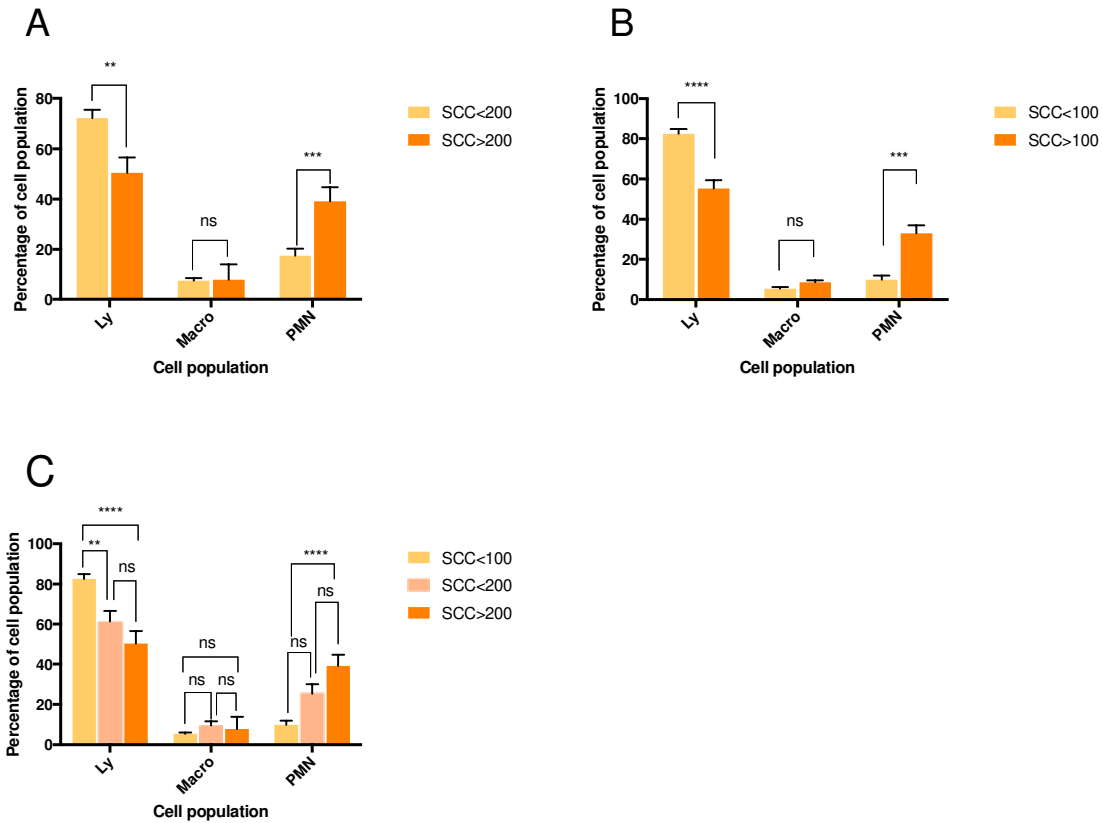 A
**
80
60
40
20
0
Percentage of cell population
ns
***
Ly
Macro
PMN
Cell population
SCC<200
SCC>200
B
****
100
80
60
40
20
0
Percentage of cell population
ns
***
Ly
Macro
PMN
Cell population
SCC<100
SCC>100
C
****
**
ns
100
80
60
40
20
0
Percentage of cell population
ns
ns
ns
****
ns
ns
Ly
Macro
PMN
Cell population
SCC<100
SCC<200
SCC>200